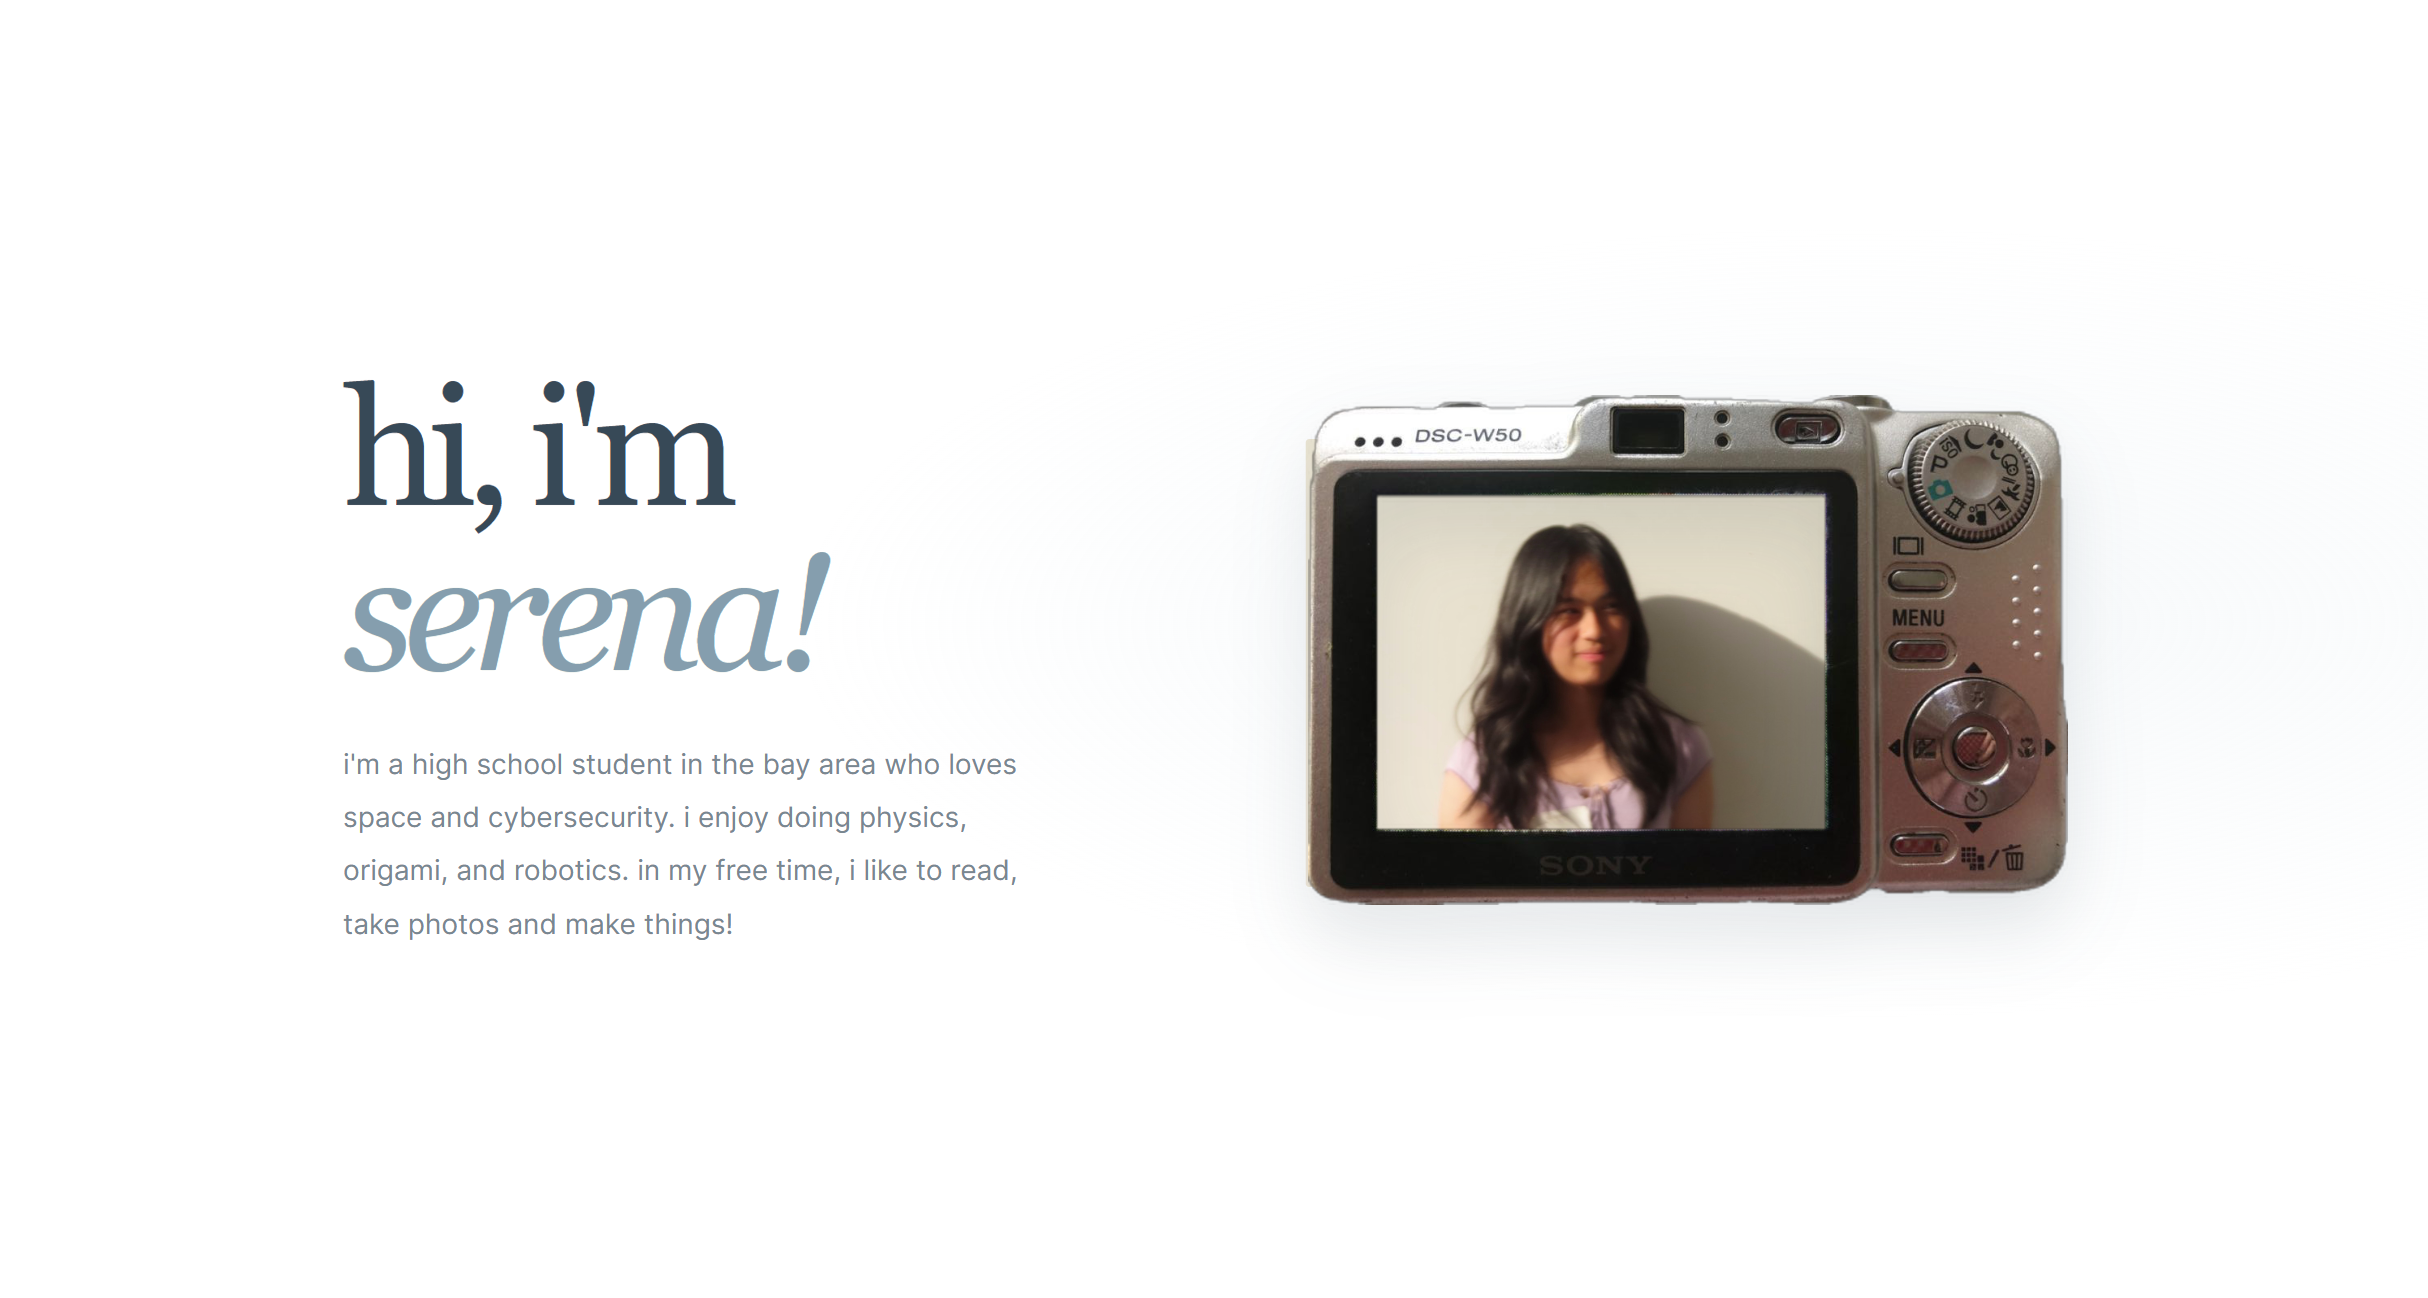 hi, i'm
serena!
i'm a high school student in the bay area who loves
space and cybersecurity. i enjoy doing physics,
origami, and robotics. in my free time, i like to read,
take photos and make things!
DSC-W50
ISO
P
MENU
SONY